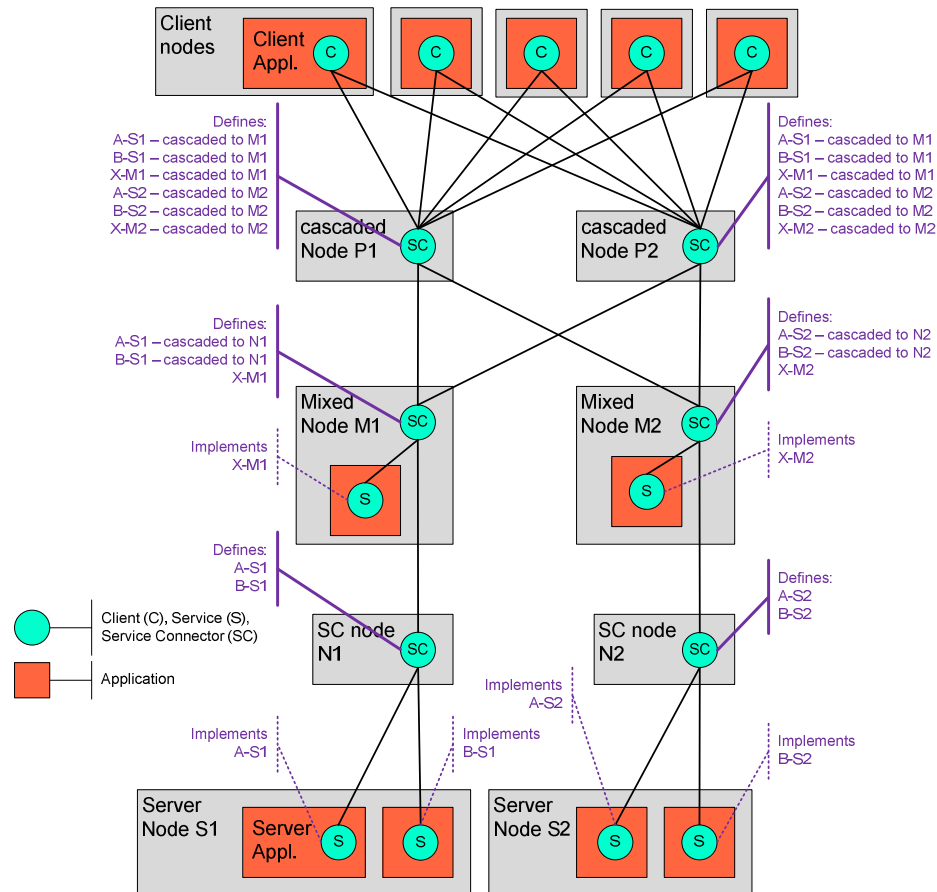 Client
nodes
Client
Appl.
C
C
C
C
C
Defines:
A-S1 – cascaded to M1
B-S1 – cascaded to M1
X-M1 – cascaded to M1
A-S2 – cascaded to M2
B-S2 – cascaded to M2
X-M2 – cascaded to M2
Defines:
A-S1 – cascaded to M1
B-S1 – cascaded to M1
X-M1 – cascaded to M1
A-S2 – cascaded to M2
B-S2 – cascaded to M2
X-M2 – cascaded to M2
cascaded
Node P1
SC
cascaded
Node P2
SC
Defines:
A-S1 – cascaded to N1
B-S1 – cascaded to N1
X-M1
Defines:
A-S2 – cascaded to N2
B-S2 – cascaded to N2
X-M2
Mixed
Node M1
SC
Mixed
Node M2
SC
Implements
X-M1
S
S
Implements
X-M2
Defines:
A-S1
B-S1
Defines:
A-S2
B-S2
Client (C), Service (S),
Service Connector (SC)
Application
SC node
N1
SC
SC node
N2
SC
Implements
A-S1
Implements
B-S1
Implements
A-S2
Implements
B-S2
Server
Node S1
Server
Appl.
S
S
Server
Node S2
S
S